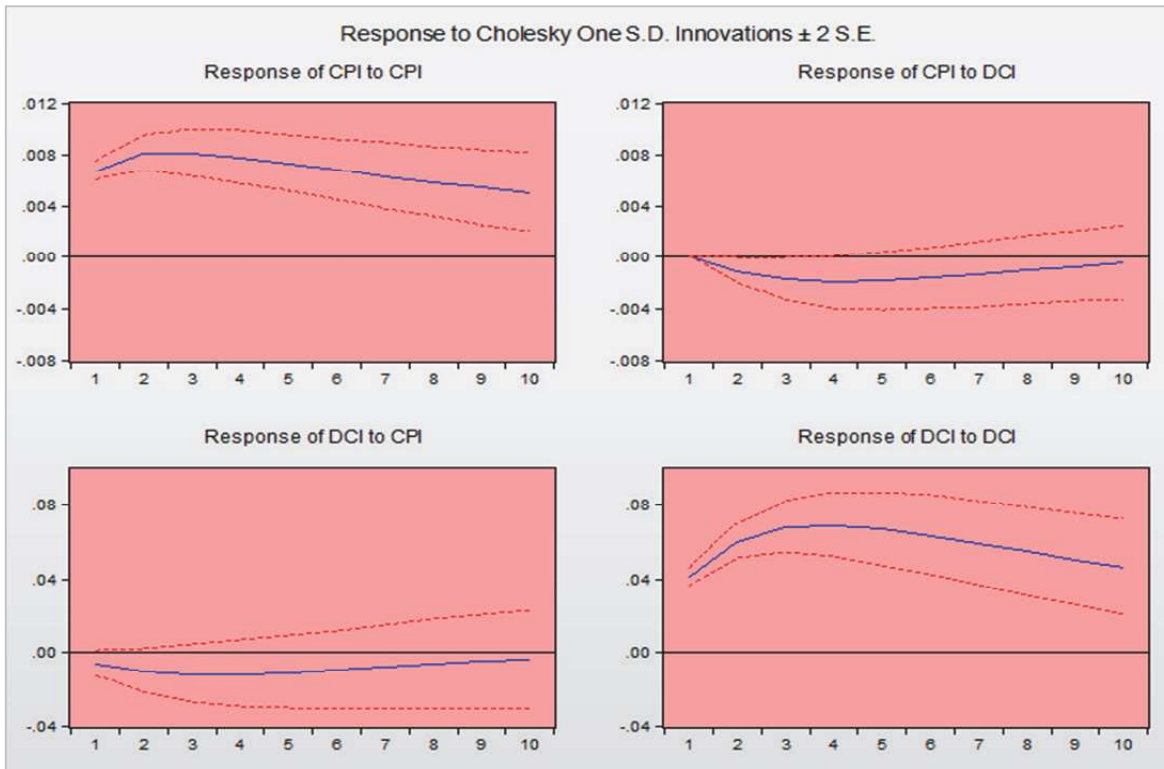 Response to Cholesky One S.D. Innovations ± 2 S.E.
Response of CPI to CPI
.012
.008
.004
.000
-.004
-.008
1 2 3 4 5 6 7 8 9 10
Response of CPI to DCI
.012
.008
.004
.000
-.004
-.008
1 2 3 4 5 6 7 8 9 10
Response of DCI to CPI
.08
.04
.00
-.04
1 2 3 4 5 6 7 8 9 10
Response of DCI to DCI
.08
.04
.00
-.04
1 2 3 4 5 6 7 8 9 10